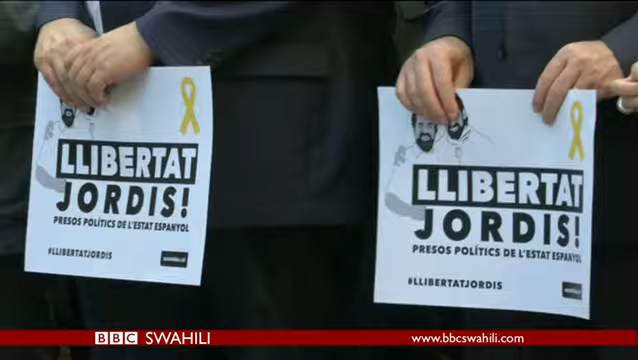 LLIBERTAT
JORDIS!
PRESOS POLÍTICS DE L'ESTAT ESPANYOL
#LLIBERTATJORDIS
LLIBERTAT
JORDIS!
PRESOS POLÍTICS DE L'ESTAT ESPANYOL
#LLIBERTATJORDIS
BBC SWAHILI
www.bbcswahili.com